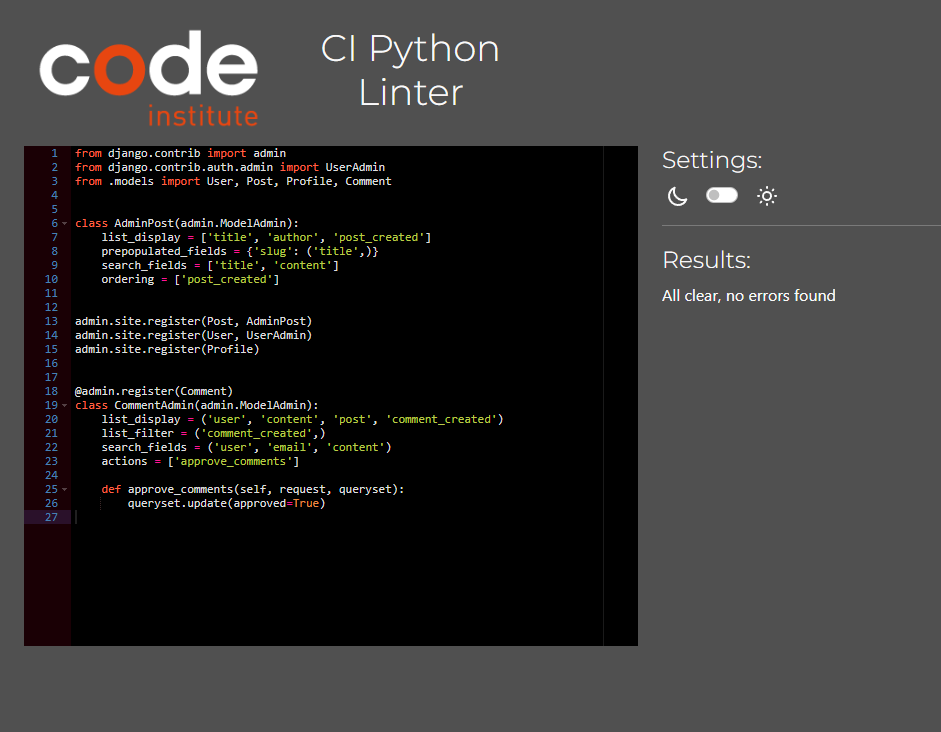 code
institute
CI Python
Linter
1 from django.contrib import admin
2 from django.contrib.auth.admin import UserAdmin
3 from .models import User, Post, Profile, Comment
4
5
6 class AdminPost(admin.ModelAdmin):
7     list_display = ['title', 'author', 'post_created']
8     prepopulated_fields = {'slug': ('title',)}
9     search_fields = ['title', 'content']
10     ordering = ['post_created']
11
12
13 admin.site.register(Post, AdminPost)
14 admin.site.register(User, UserAdmin)
15 admin.site.register(Profile)
16
17
18 @admin.register(Comment)
19 class CommentAdmin(admin.ModelAdmin):
20     list_display = ('user', 'content', 'post', 'comment_created')
21     list_filter = ('comment_created',)
22     search_fields = ('user', 'email', 'content')
23     actions = ['approve_comments']
24
25     def approve_comments(self, request, queryset):
26         queryset.update(approved=True)
27
Settings:
Results:
All clear, no errors found